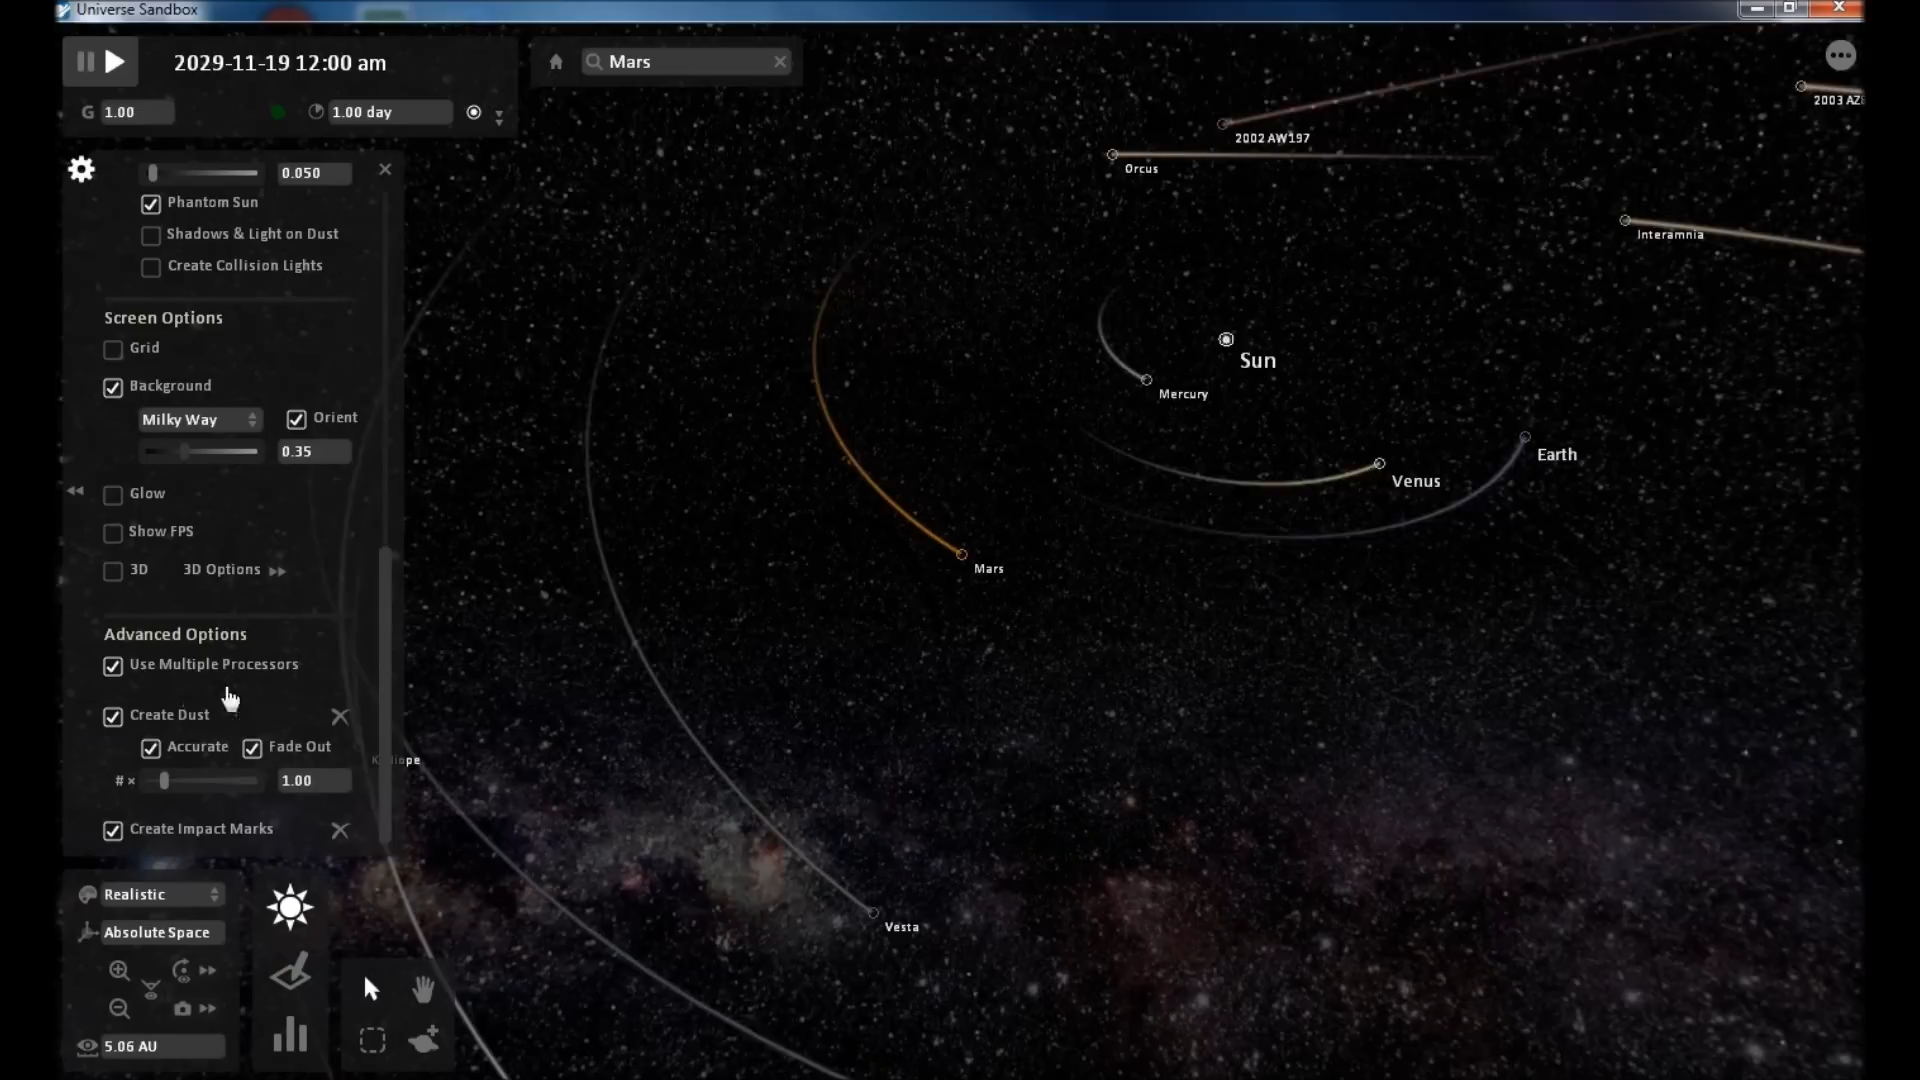 Universe Sandbox
2029-11-19 12:00 am
Mars
G 1.00
1.00 day
0.050
Phantom Sun
Shadows & Light on Dust
Create Collision Lights
Screen Options
Grid
Background
Milky Way
Orient
0.35
Glow
Show FPS
3D
3D Options
Advanced Options
Use Multiple Processors
Create Dust
Accurate
Fade Out
# ×
1.00
Create Impact Marks
Realistic
Absolute Space
5.06 AU
2003 AZ
2002 AW197
Orcus
Interamnia
Sun
Mercury
Earth
Venus
Mars
Vesta